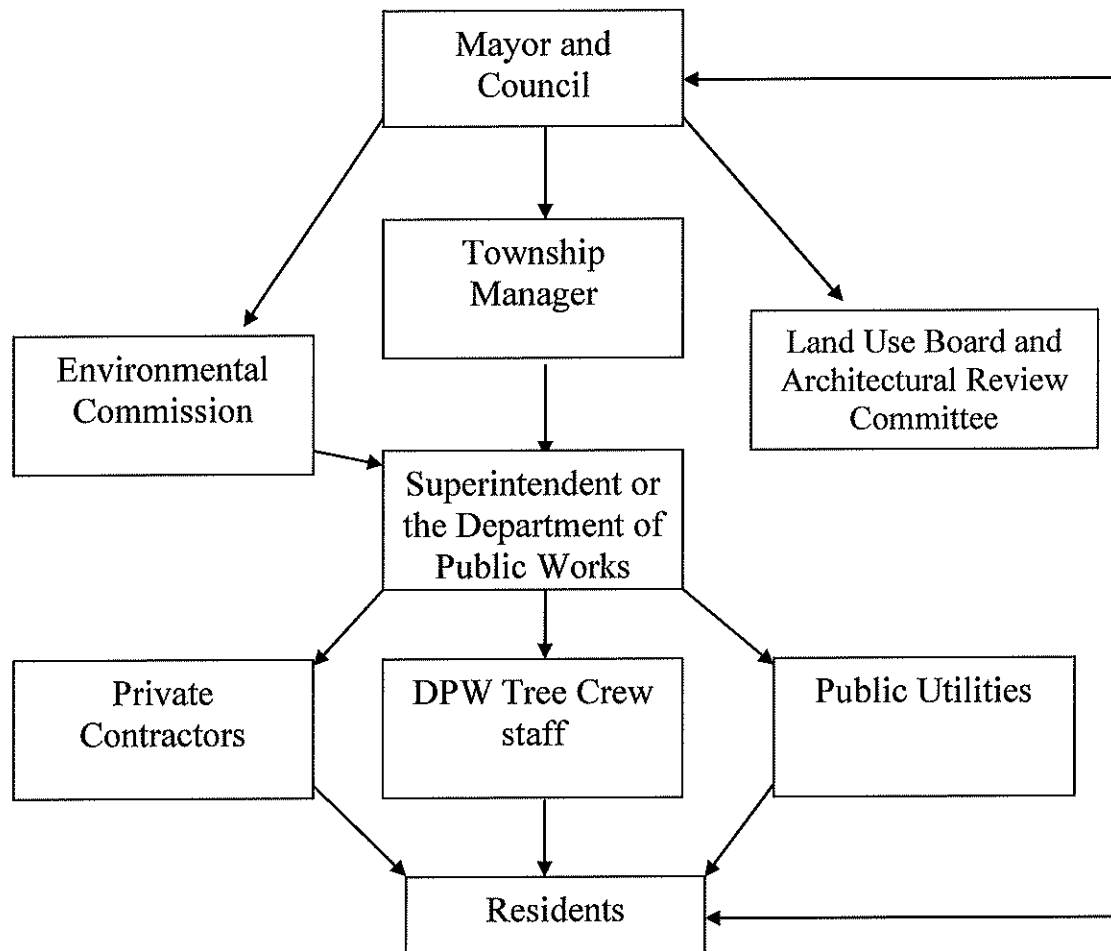 Mayor and
Council
Township
Manager
Environmental
Commission
Land Use Board and
Architectural Review
Committee
Superintendent or
the Department of
Public Works
Private
Contractors
DPW Tree Crew
staff
Public Utilities
Residents